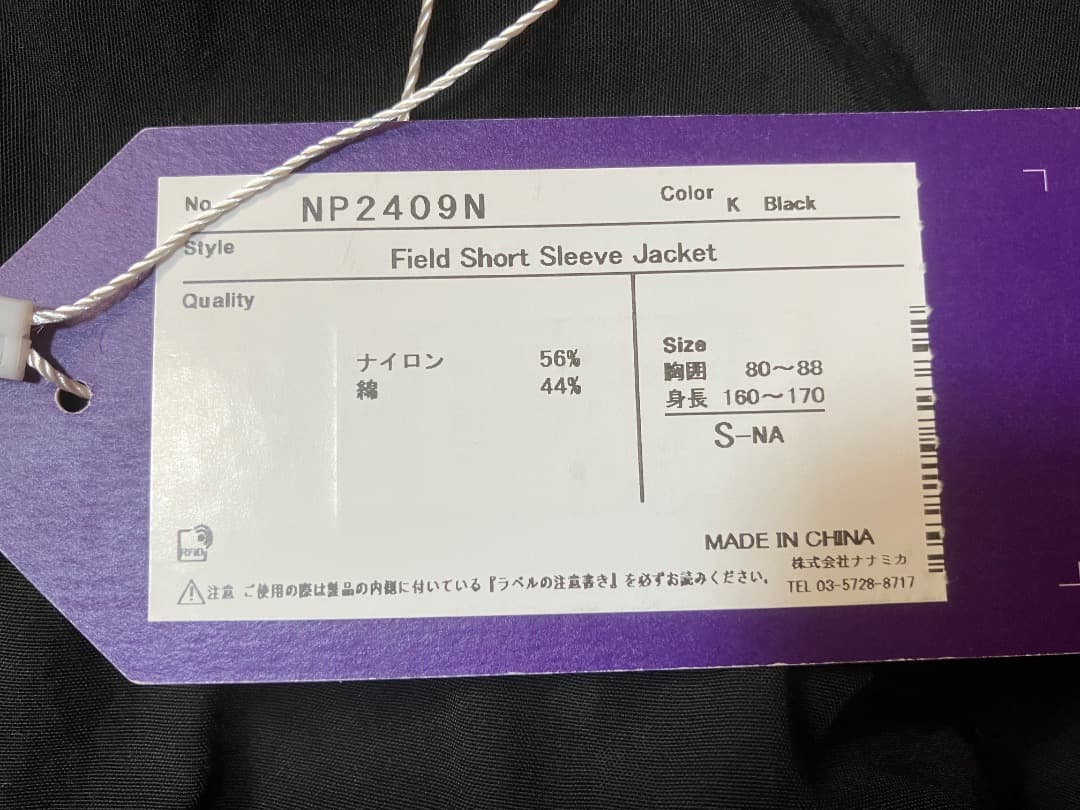 No. NP2409N Color K Black
Style Field Short Sleeve Jacket
Quality
ナイロン 56%
綿 44%
Size
胸囲 80～88
身長 160～170
S-NA
RFID
MADE IN CHINA
株式会社ナナミカ
注意 ご使用の際は製品の内側に付いている『ラベルの注意書き』を必ずお読みください。
TEL 03-5728-8717